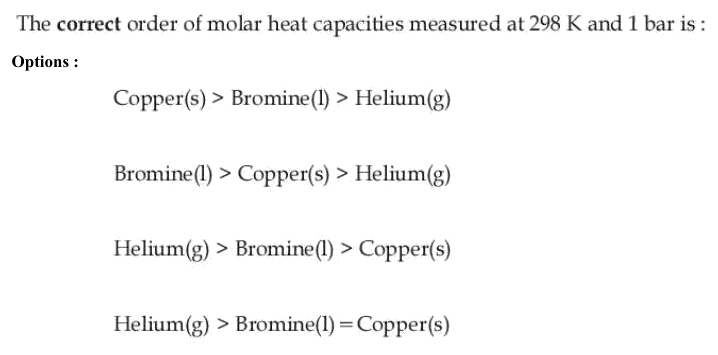 The correct order of molar heat capacities measured at 298 K and 1 bar is :
Options :
Copper(s) > Bromine(l) > Helium(g)
Bromine(l) > Copper(s) > Helium(g)
Helium(g) > Bromine(l) > Copper(s)
Helium(g) > Bromine(l) = Copper(s)